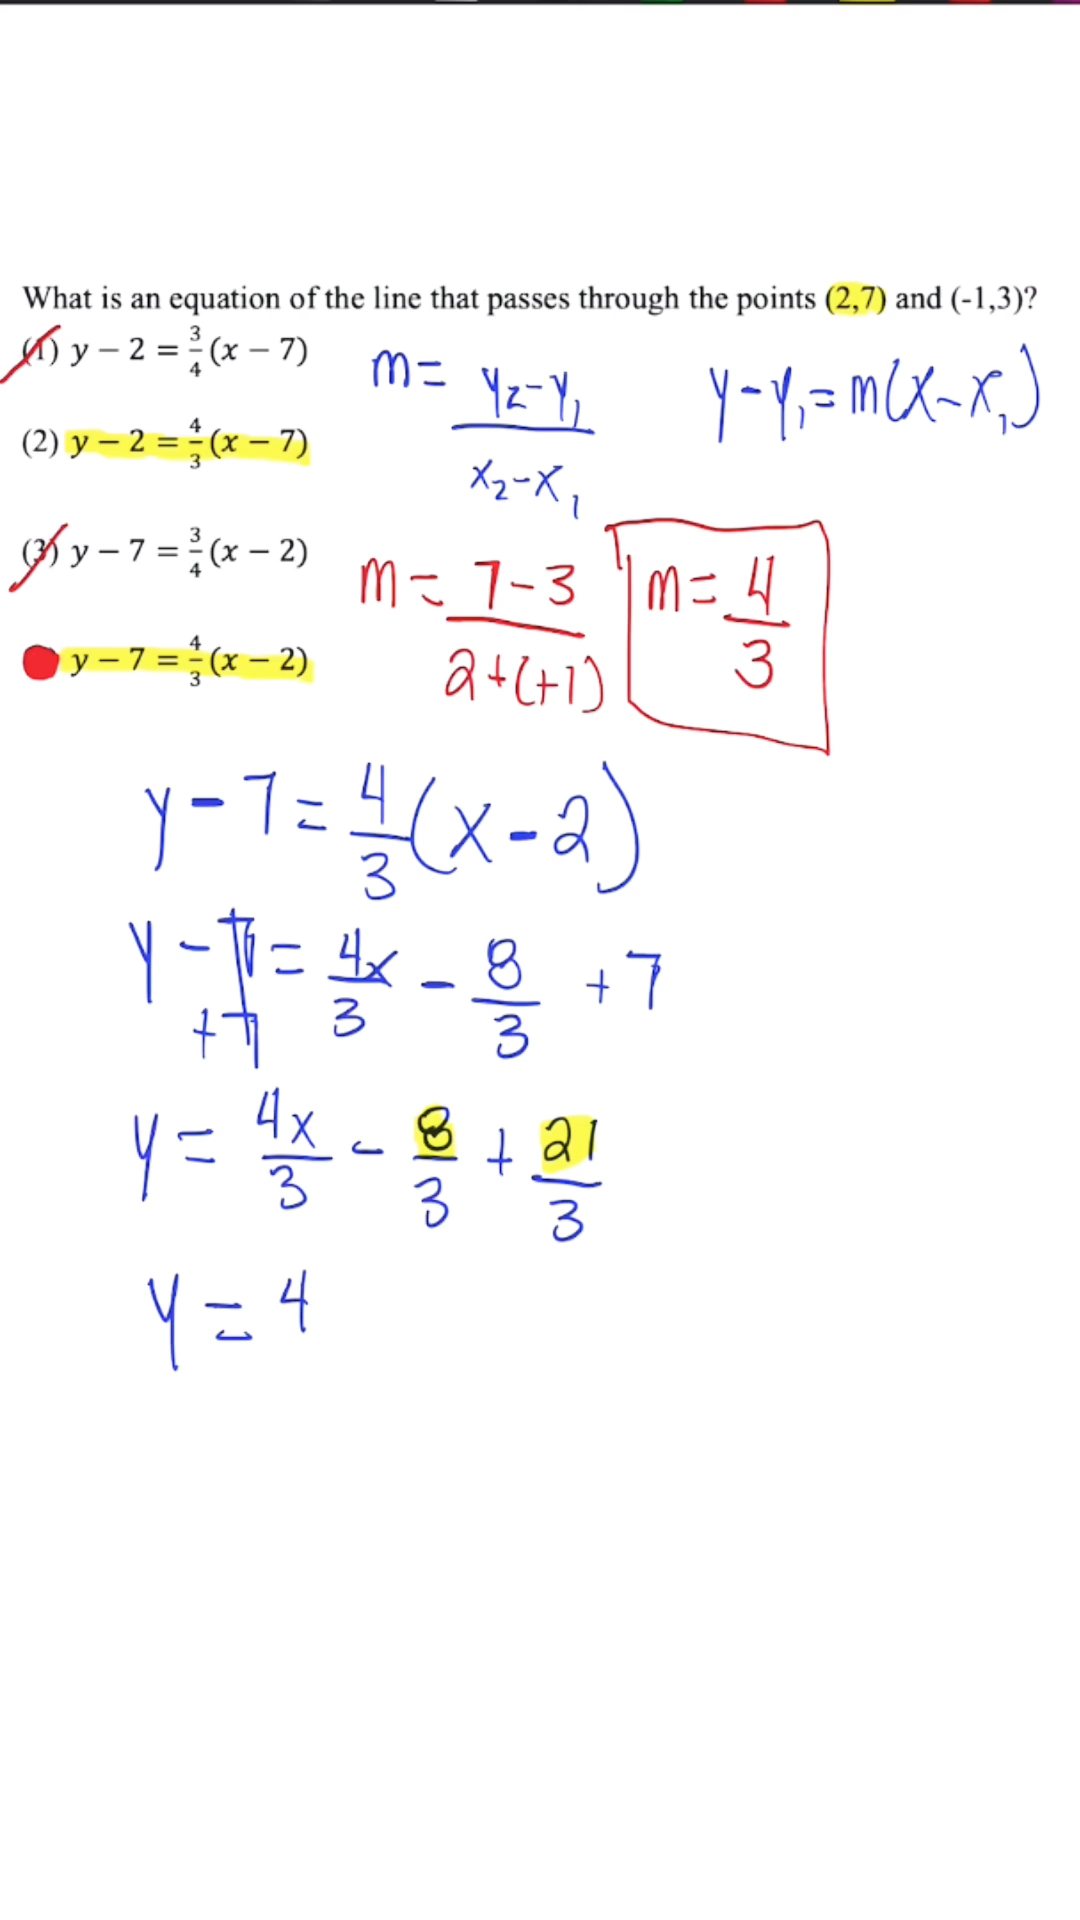 What is an equation of the line that passes through the points (2,7) and (-1,3)?
(1) y − 2 = 3/4 (x − 7)
m = y₂-y₁ / x₂-x₁
y-y₁ = m(x-x₁)
(2) y − 2 = 4/3 (x − 7)
(3) y − 7 = 3/4 (x − 2)
m = 7-3 / 2+(+1)
m = 4/3
y − 7 = 4/3 (x − 2)
y - 7 = 4/3 (x - 2)
y - 7 = 4x/3 - 8/3 + 7
+7
y = 4x/3 - 8/3 + 21/3
y = 4